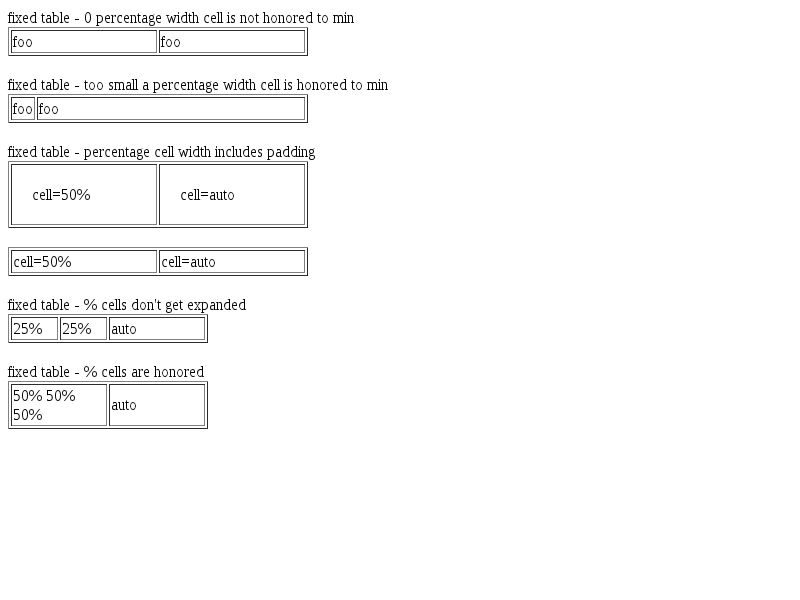 fixed table - 0 percentage width cell is not honored to min
foo foo
fixed table - too small a percentage width cell is honored to min
foo foo
fixed table - percentage cell width includes padding
cell=50% cell=auto
cell=50% cell=auto
fixed table - % cells don't get expanded
25% 25% auto
fixed table - % cells are honored
50% 50%
50%
auto